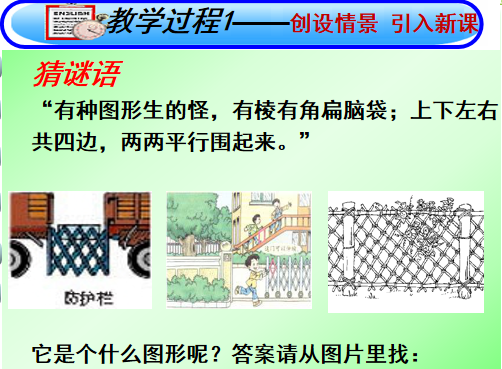 ENGLISH
教学过程1——创设情景 引入新课
猜谜语
“有种图形生的怪，有棱有角扁脑袋；上下左右
共四边，两两平行围起来。”
防护栏
它是个什么图形呢？答案请从图片里找：